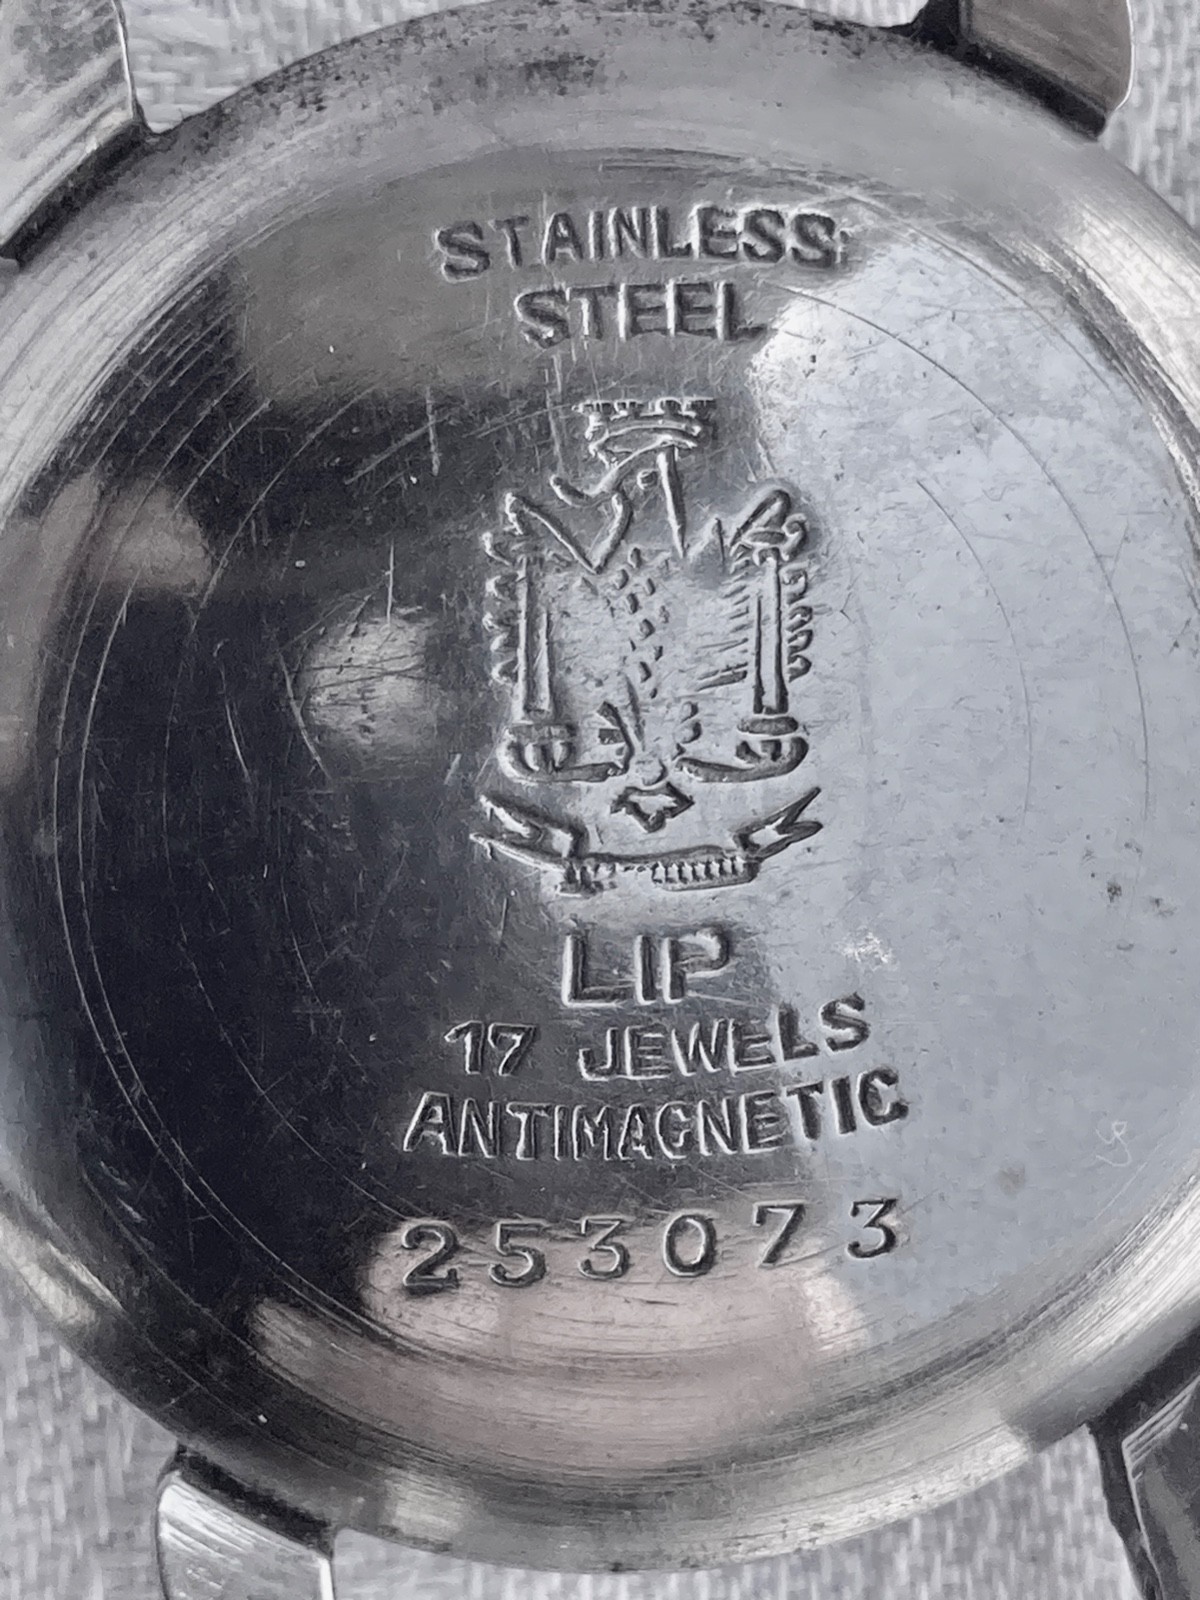 STAINLESS
STEEL
LIP
17 JEWELS
ANTIMAGNETIC
253073